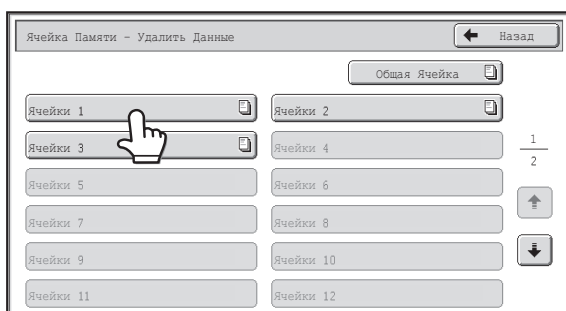 Ячейка Памяти - Удалить Данные
Назад
Общая Ячейка
Ячейки 1
Ячейки 2
Ячейки 3
Ячейки 4
1
2
Ячейки 5
Ячейки 6
Ячейки 7
Ячейки 8
Ячейки 9
Ячейки 10
Ячейки 11
Ячейки 12